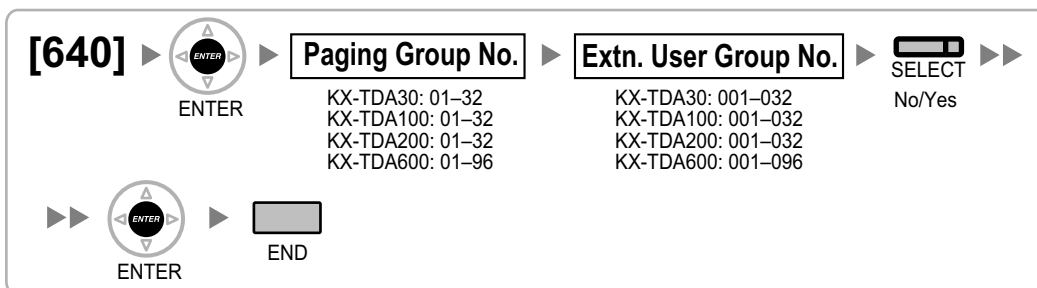 [640] ENTER Paging Group No. Extn. User Group No. SELECT
ENTER
No/Yes
KX-TDA30: 01–32
KX-TDA100: 01–32
KX-TDA200: 01–32
KX-TDA600: 01–96
KX-TDA30: 001–032
KX-TDA100: 001–032
KX-TDA200: 001–032
KX-TDA600: 001–096
ENTER
ENTER
END